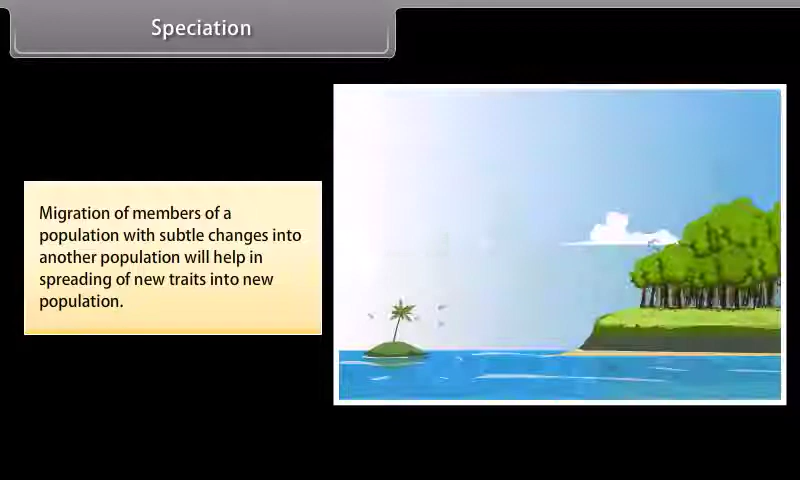 Speciation
Migration of members of a
population with subtle changes into
another population will help in
spreading of new traits into new
population.